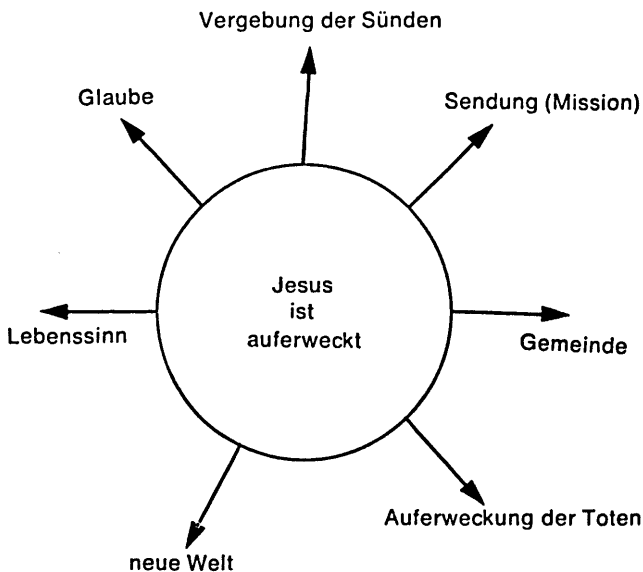 Vergebung der Sünden
Glaube
Sendung (Mission)
Jesus
ist
auferweckt
Lebenssinn
Gemeinde
Auferweckung der Toten
neue Welt